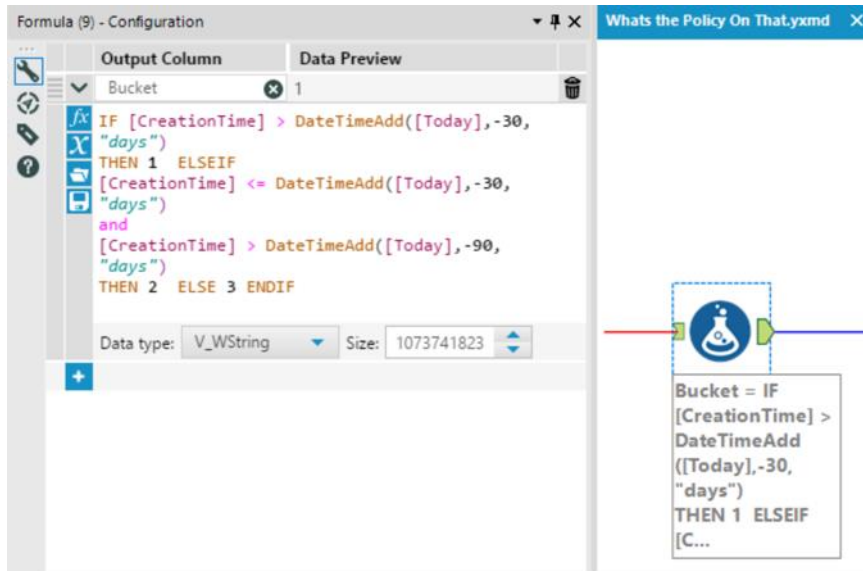 Formula (9) - Configuration
Output Column Data Preview
Bucket 1
IF [CreationTime] > DateTimeAdd([Today],-30,
"days")
THEN 1  ELSEIF
[CreationTime] <= DateTimeAdd([Today],-30,
"days")
and
[CreationTime] > DateTimeAdd([Today],-90,
"days")
THEN 2  ELSE 3 ENDIF
Data type: V_WString Size: 1073741823
Whats the Policy On That.yxmd
Bucket = IF
[CreationTime] >
DateTimeAdd
([Today],-30,
"days")
THEN 1  ELSEIF
[C...